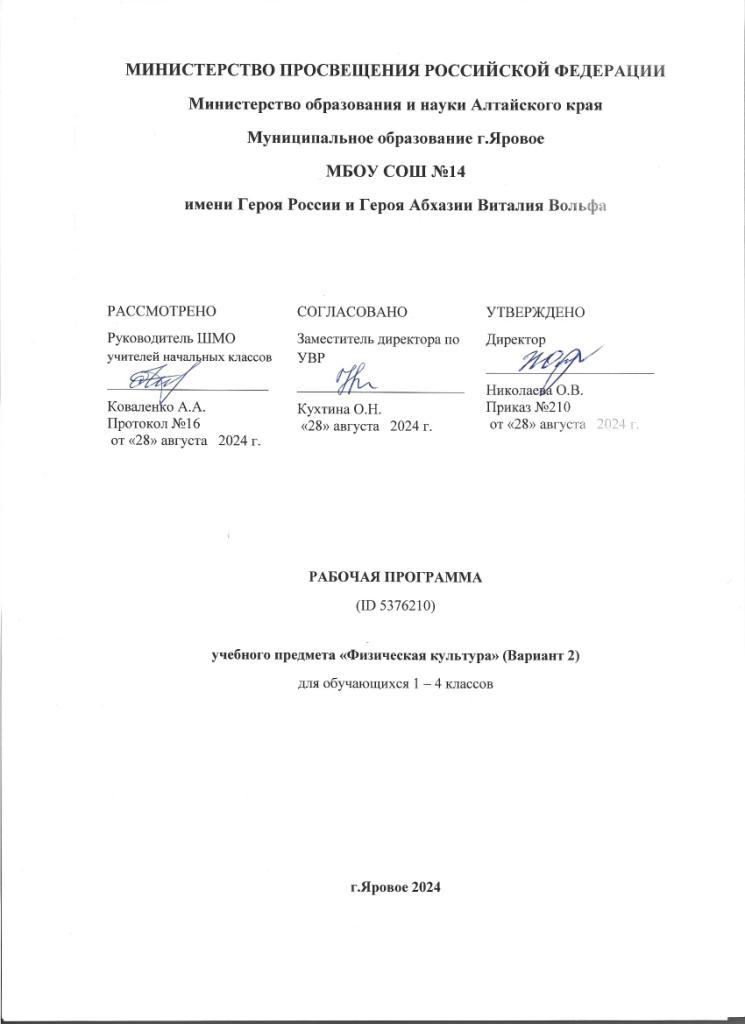 МИНИСТЕРСТВО ПРОСВЕЩЕНИЯ РОССИЙСКОЙ ФЕДЕРАЦИИ
Министерство образования и науки Алтайского края
Муниципальное образование г.Яровое
МБОУ СОШ №14
имени Героя России и Героя Абхазии Виталия Вольфа
РАССМОТРЕНО
Руководитель ШМО
учителей начальных классов
Коваленко А.А.
Протокол №16
от «28» августа 2024 г.
СОГЛАСОВАНО
Заместитель директора по
УВР
Кухтина О.Н.
«28» августа 2024 г.
УТВЕРЖДЕНО
Директор
Николаева О.В.
Приказ №210
от «28» августа 2024 г.
РАБОЧАЯ ПРОГРАММА
(ID 5376210)
учебного предмета «Физическая культура» (Вариант 2)
для обучающихся 1 – 4 классов
г.Яровое 2024